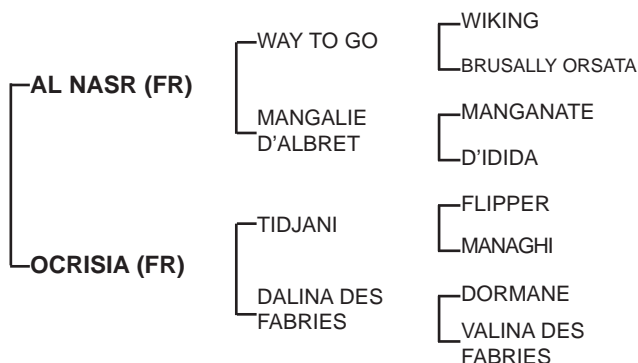 WIKING
WAY TO GO
BRUSALLY ORSATA
AL NASR (FR)
MANGALIE
D'ALBRET
MANGANATE
D'IDIDA
FLIPPER
TIDJANI
MANAGHI
OCRISIA (FR)
DALINA DES
FABRIES
DORMANE
VALINA DES
FABRIES